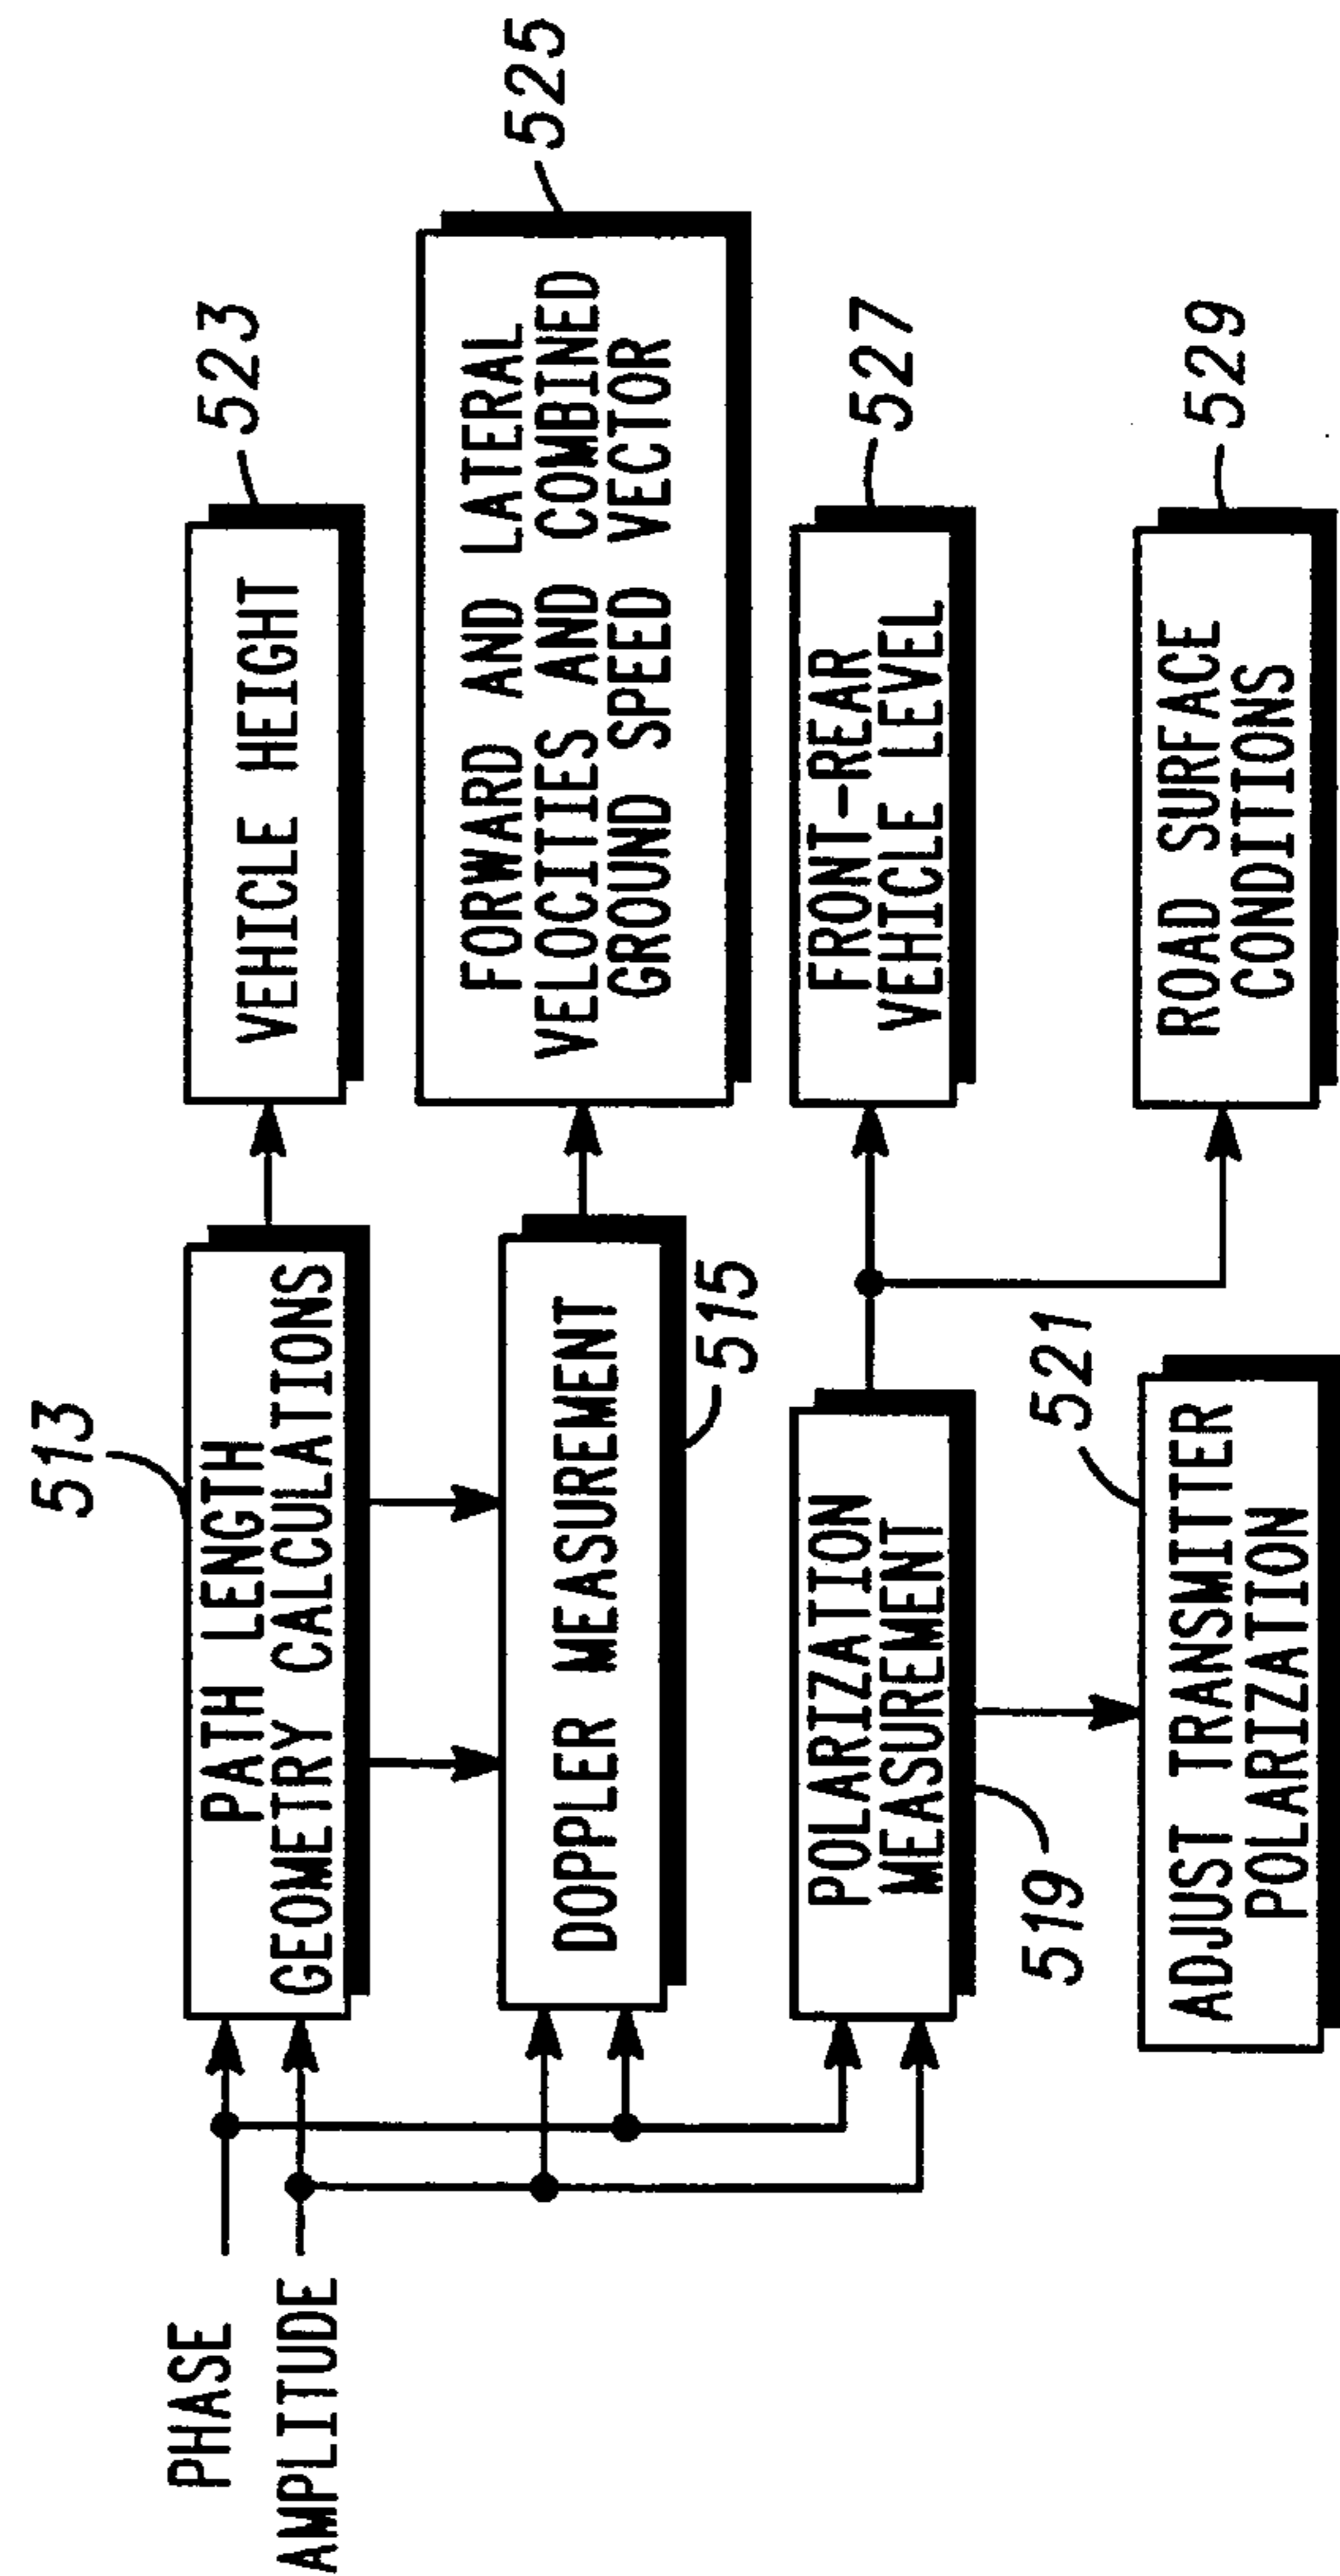 513
PHASE
AMPLITUDE
PATH LENGTH
GEOMETRY CALCULATIONS
VEHICLE HEIGHT
523
DOPPLER MEASUREMENT
515
FORWARD AND LATERAL
VELOCITIES AND COMBINED
GROUND SPEED VECTOR
525
POLARIZATION
MEASUREMENT
519
FRONT-REAR
VEHICLE LEVEL
527
521
ADJUST TRANSMITTER
POLARIZATION
ROAD SURFACE
CONDITIONS
529